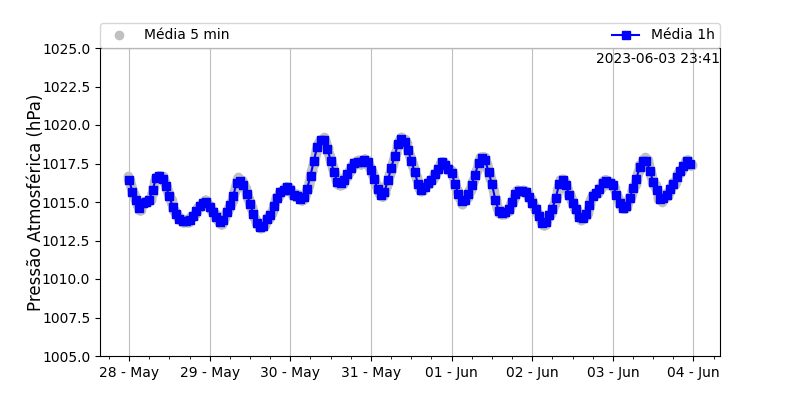 Média 5 min
Média 1h
2023-06-03 23:41
Pressão Atmosférica (hPa)
1025.0
1022.5
1020.0
1017.5
1015.0
1012.5
1010.0
1007.5
1005.0
28 - May
29 - May
30 - May
31 - May
01 - Jun
02 - Jun
03 - Jun
04 - Jun